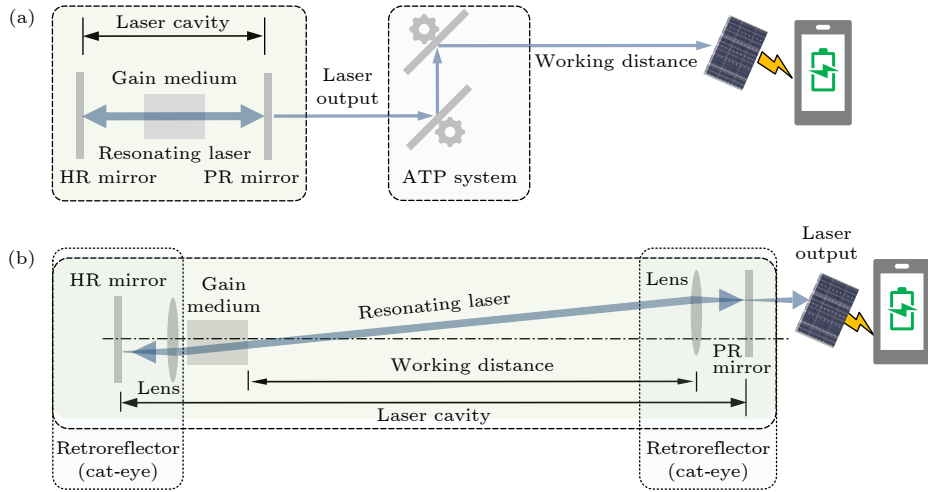 (a)
Laser cavity
Gain medium
Resonating laser
HR mirror
PR mirror
Laser
output
ATP system
Working distance
(b)
HR mirror
Gain
medium
Resonating laser
Lens
Laser
output
Lens
Working distance
PR
mirror
Laser cavity
Retroreflector
(cat-eye)
Retroreflector
(cat-eye)